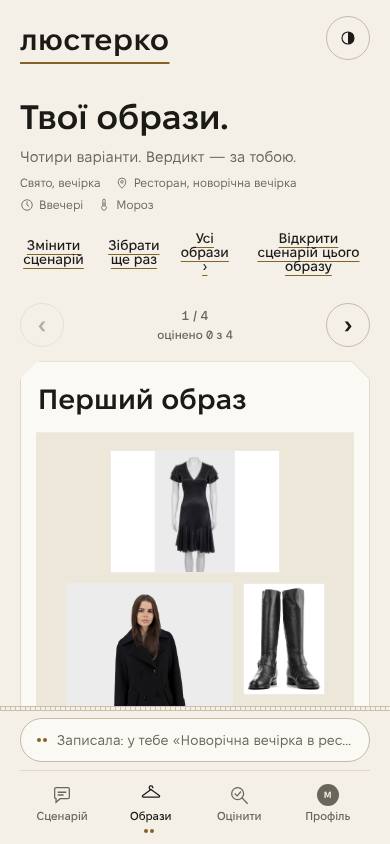 люстерко
Твої образи.
Чотири варіанти. Вердикт — за тобою.
Свято, вечірка Ресторан, новорічна вечірка
Ввечері Мороз
Змінити сценарій
Зібрати ще раз
Усі образи ›
Відкрити сценарій цього образу
‹ 1 / 4 ›
оцінено 0 з 4
Перший образ
Записала: у тебе «Новорічна вечірка в рес...
Сценарій Образи Оцінити М Профіль